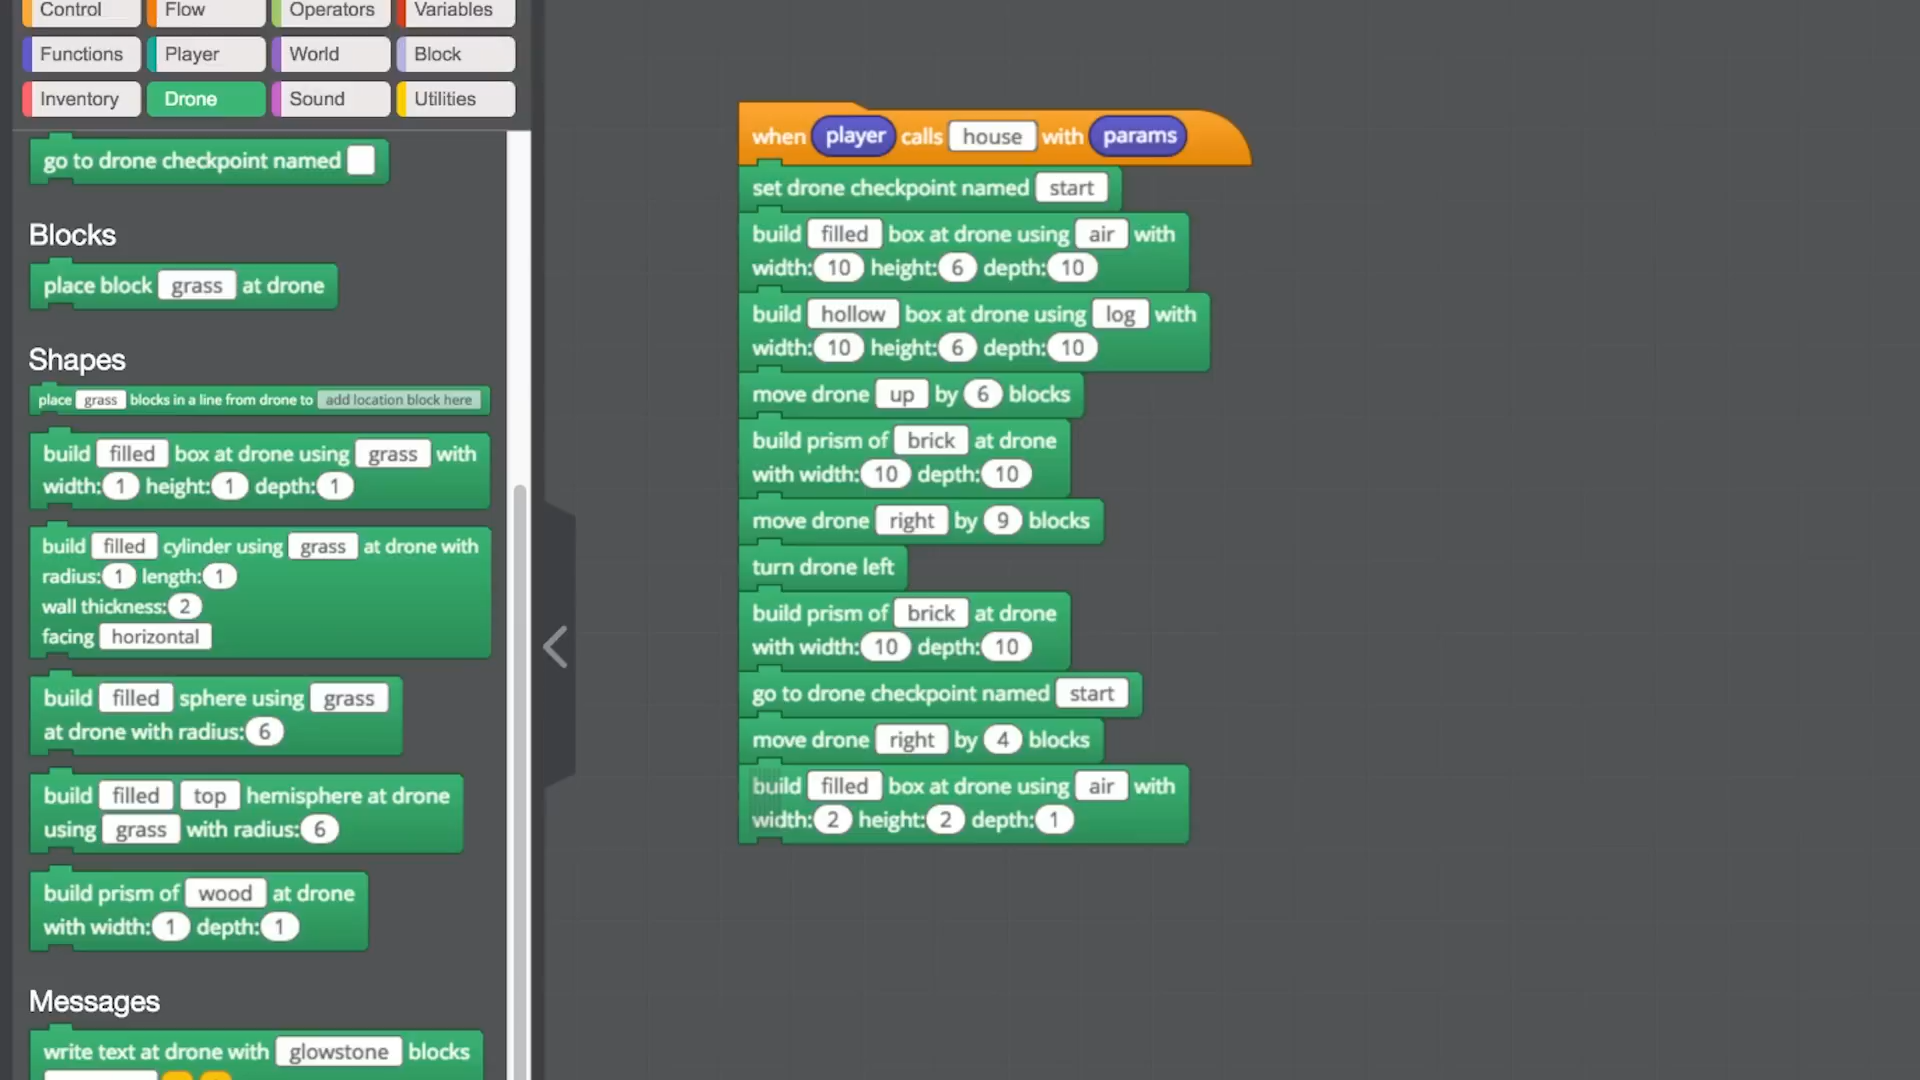 Control Flow Operators Variables
Functions Player World Block
Inventory Drone Sound Utilities
go to drone checkpoint named
Blocks
place block grass at drone
Shapes
place grass blocks in a line from drone to add location block here
build filled box at drone using grass with
width: 1 height: 1 depth: 1
build filled cylinder using grass at drone with
radius: 1 length: 1
wall thickness: 2
facing horizontal
build filled sphere using grass
at drone with radius: 6
build filled top hemisphere at drone
using grass with radius: 6
build prism of wood at drone
with width: 1 depth: 1
Messages
write text at drone with glowstone blocks
when player calls house with params
set drone checkpoint named start
build filled box at drone using air with
width: 10 height: 6 depth: 10
build hollow box at drone using log with
width: 10 height: 6 depth: 10
move drone up by 6 blocks
build prism of brick at drone
with width: 10 depth: 10
move drone right by 9 blocks
turn drone left
build prism of brick at drone
with width: 10 depth: 10
go to drone checkpoint named start
move drone right by 4 blocks
build filled box at drone using air with
width: 2 height: 2 depth: 1